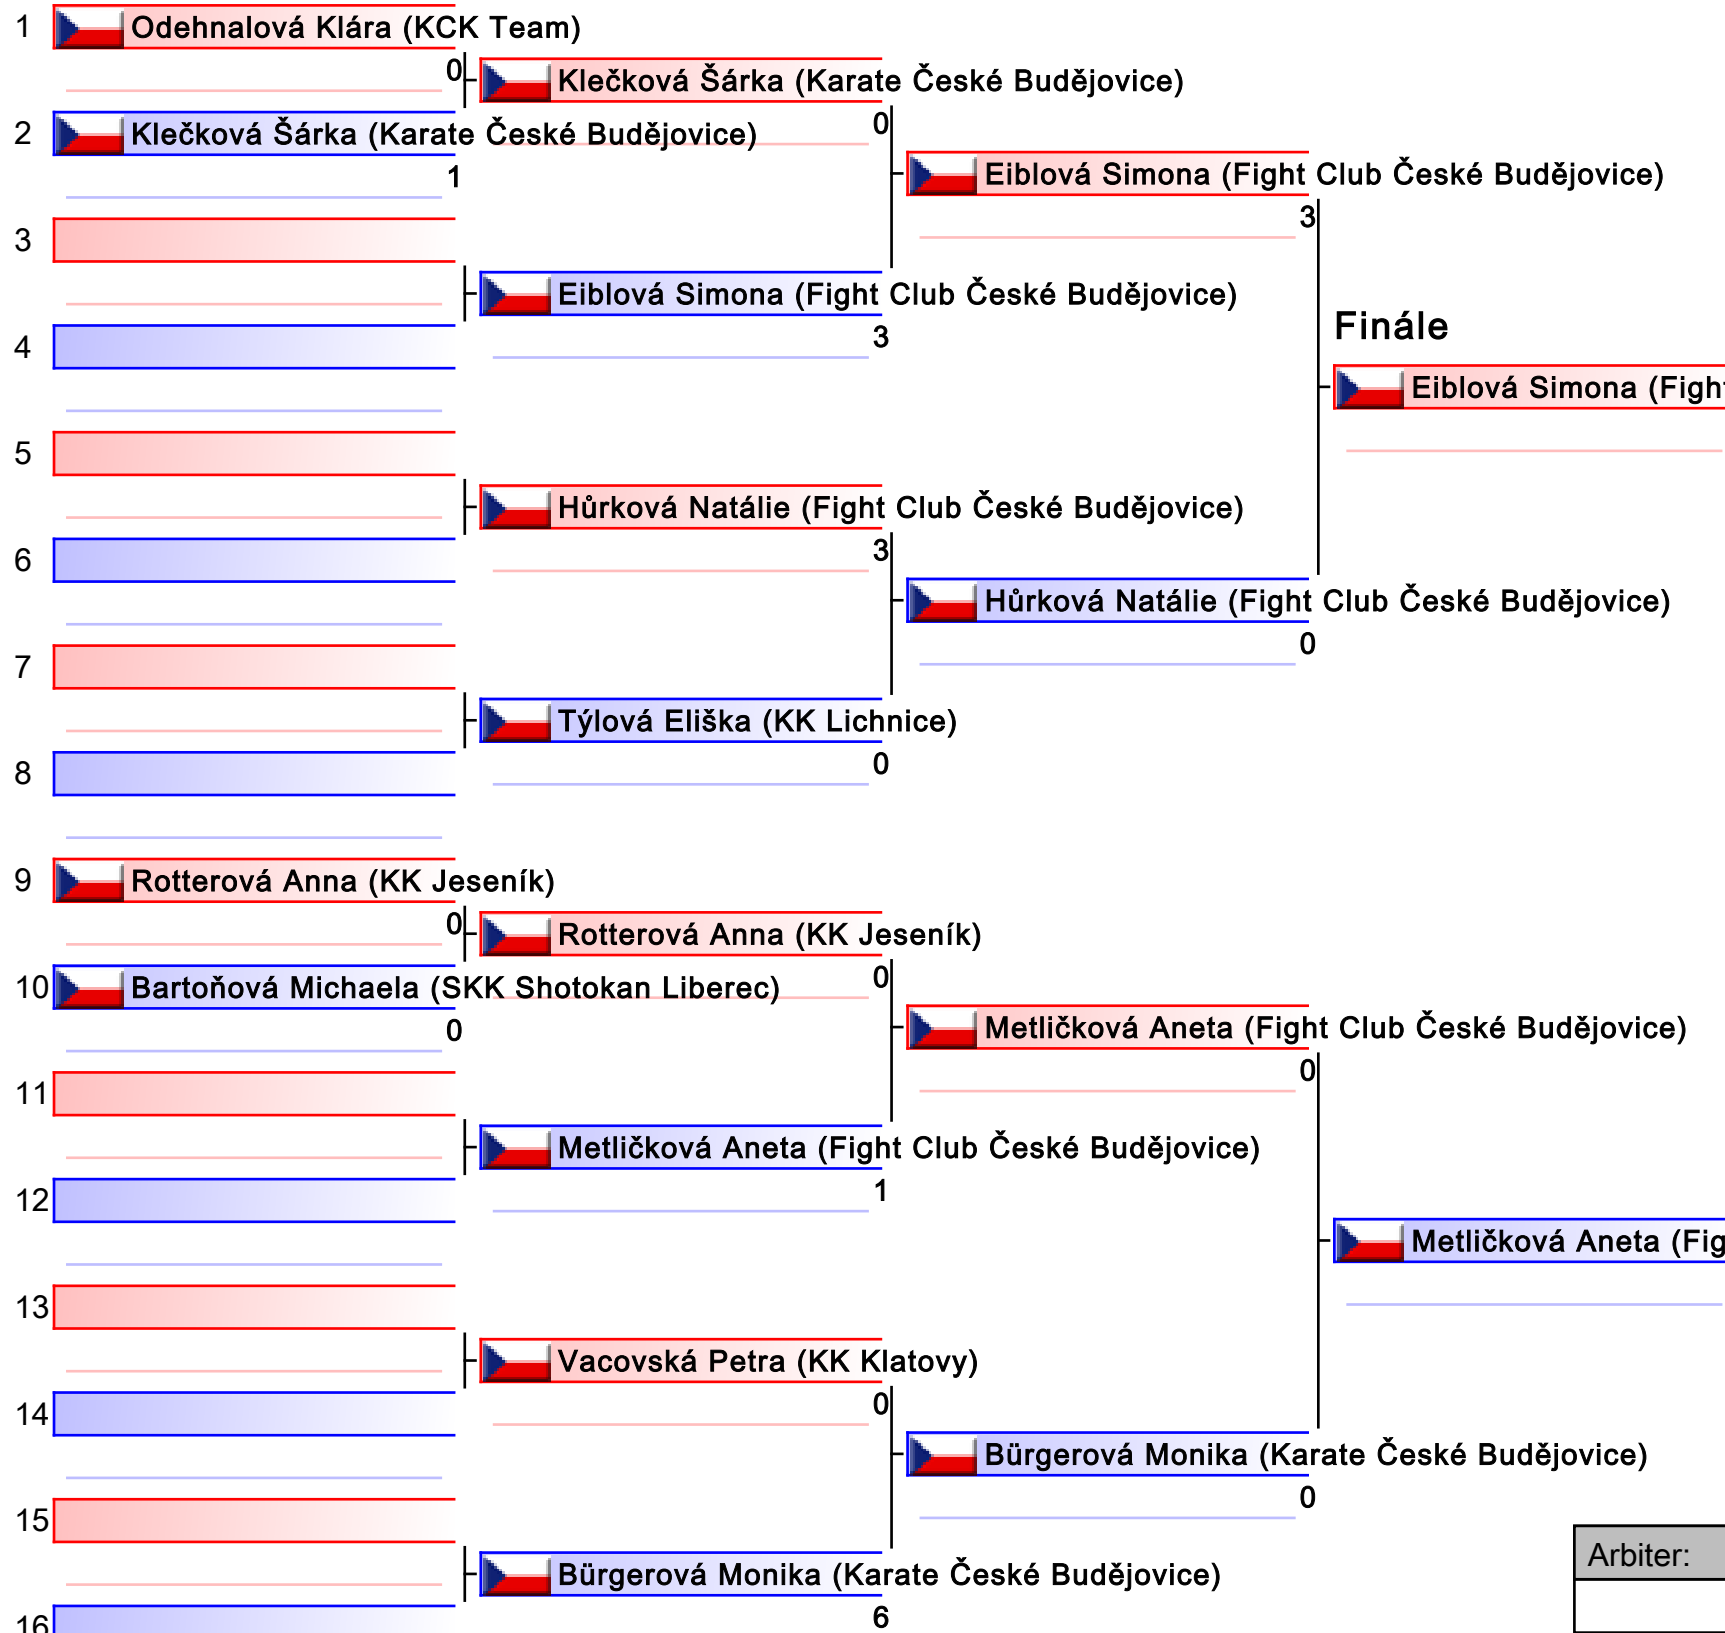 1 Odehnalová Klára (KCK Team)
0 Klečková Šárka (Karate České Budějovice)
0
2 Klečková Šárka (Karate České Budějovice)
1 Eiblová Simona (Fight Club České Budějovice)
3
3
Eiblová Simona (Fight Club České Budějovice)
4
3
Finále
Eiblová Simona (Figh
5
Hůrková Natálie (Fight Club České Budějovice)
3
6
Hůrková Natálie (Fight Club České Budějovice)
0
7
Týlová Eliška (KK Lichnice)
0
8
9 Rotterová Anna (KK Jeseník)
0 Rotterová Anna (KK Jeseník)
0
10 Bartoňová Michaela (SKK Shotokan Liberec)
0 Metličková Aneta (Fight Club České Budějovice)
0
11
Metličková Aneta (Fight Club České Budějovice)
1
12
Metličková Aneta (Fig
13
Vacovská Petra (KK Klatovy)
0
14
Bürgerová Monika (Karate České Budějovice)
0
15
Arbiter:
Bürgerová Monika (Karate České Budějovice)
6
16